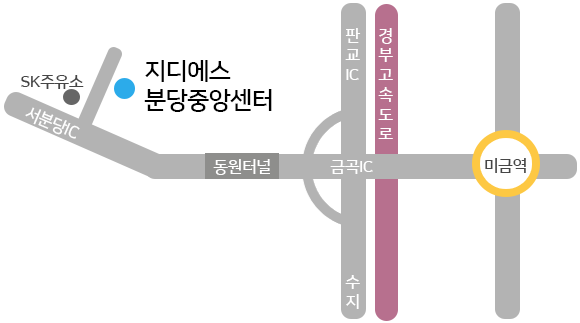 지디에스
분당중앙센터
SK주유소
서분당IC
동원터널
판교IC
경부고속도로
금곡IC
미금역
수지